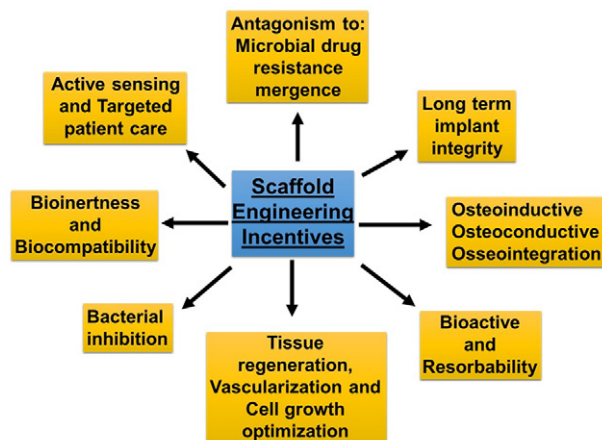 Antagonism to:
Microbial drug
resistance
mergence
Active sensing
and Targeted
patient care
Long term
implant
integrity
Scaffold
Engineering
Incentives
Bioinertness
and
Biocompatibility
Osteoinductive
Osteoconductive
Osseointegration
Bacterial
inhibition
Bioactive
and
Resorbability
Tissue
regeneration,
Vascularization and
Cell growth
optimization